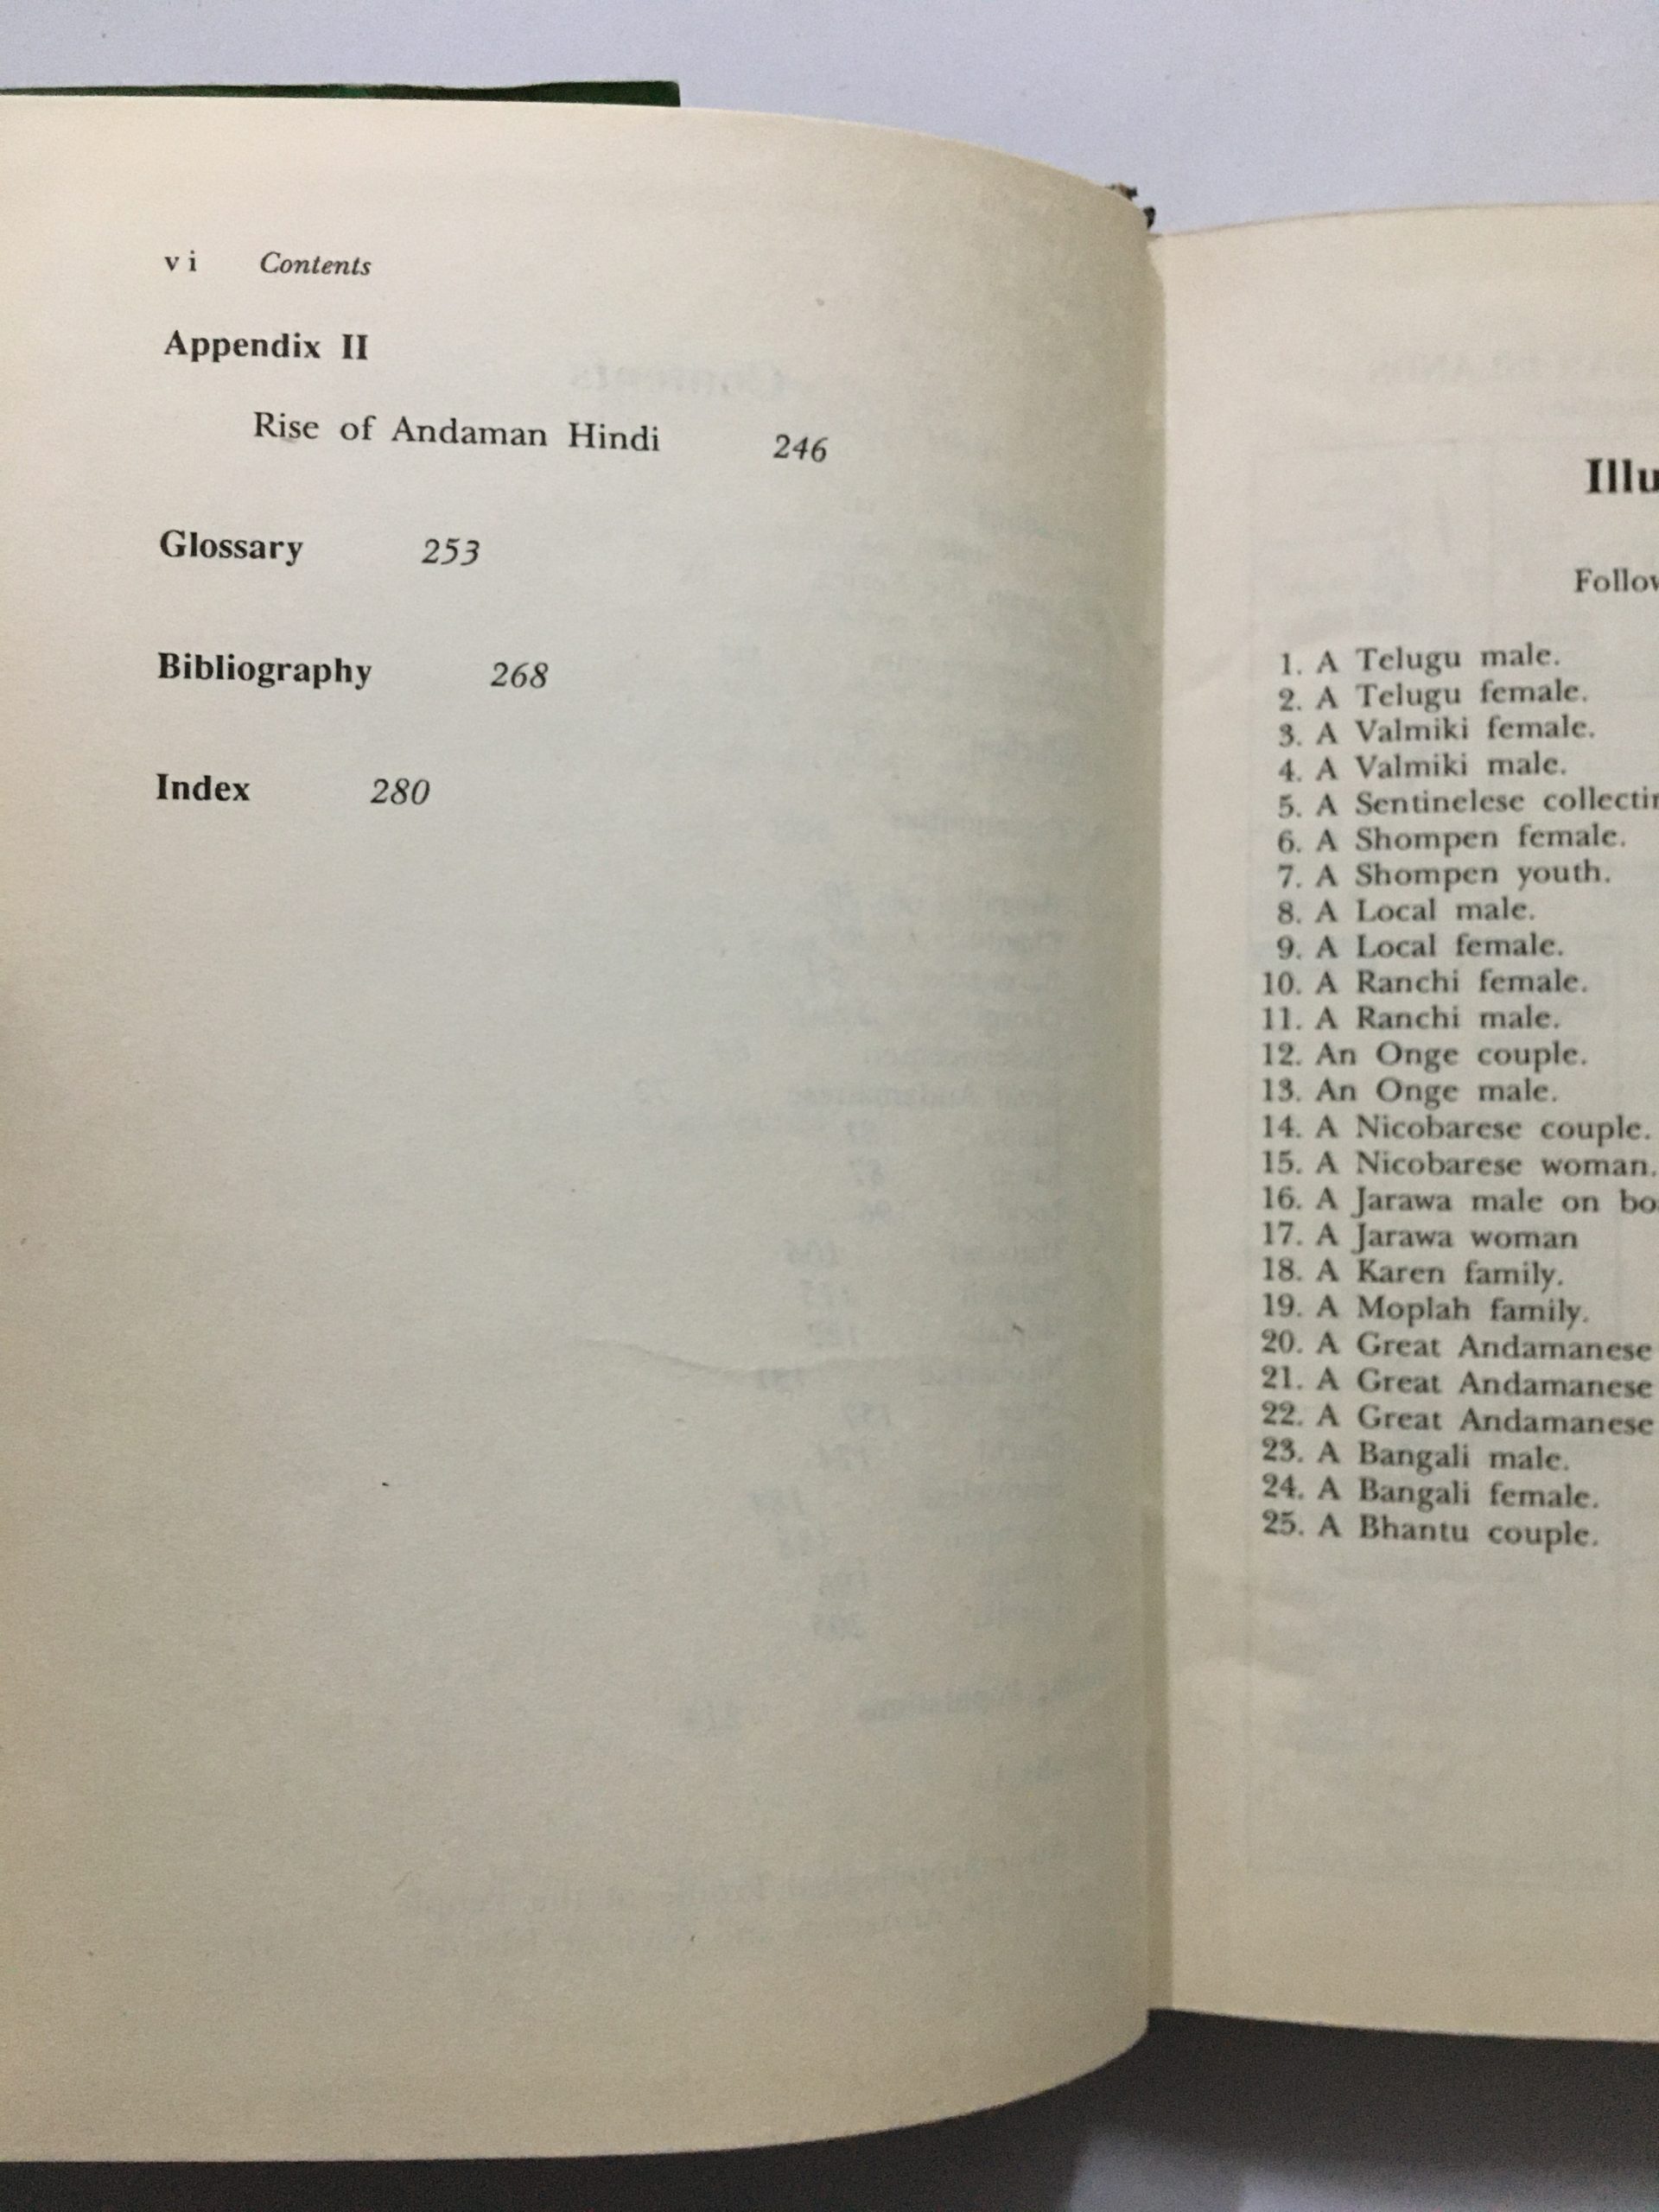 vi Contents
Appendix II
Rise of Andaman Hindi 246
Glossary 253
Bibliography 268
Index 280
1. A Telugu male.
2. A Telugu female.
3. A Valmiki female.
4. A Valmiki male.
5. A Sentinelese
6. A Shompen female.
7. A Shompen youth.
8. A Local male.
9. A Local female.
10. A Ranchi female.
11. A Ranchi male.
12. An Onge couple.
13. An Onge male.
14. A Nicobarese couple.
15. A Nicobarese woman.
16. A Jarawa male on
17. A Jarawa woman
18. A Karen family.
19. A Moplah family.
20. A Great Andamanese
21. A Great Andamanese
22. A Great Andamanese
23. A Bangali male.
24. A Bangali female.
25. A Bhantu couple.